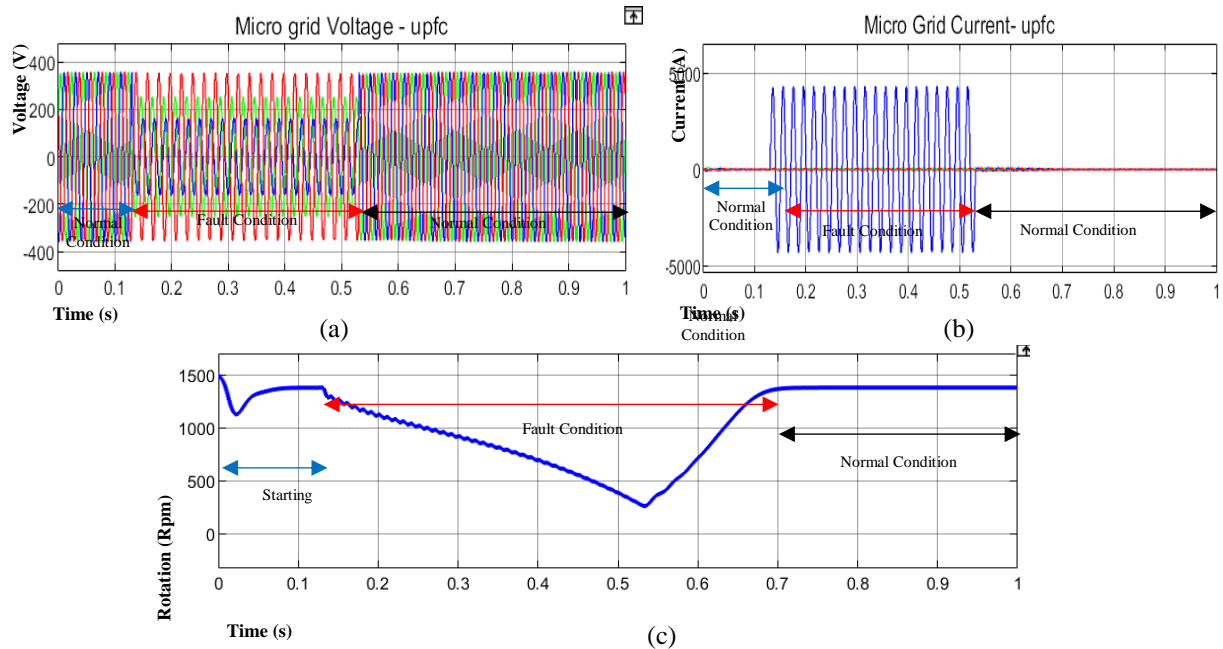 Micro grid Voltage - upfc
Voltage (V)
400
200
0
-200
-400
Normal
Condition
Fault Condition
Normal Condition
0 0.1 0.2 0.3 0.4 0.5 0.6 0.7 0.8 0.9 1
Time (s)
(a)
Micro Grid Current- upfc
Current (A)
5000
0
-5000
Normal
Condition
Fault Condition
Normal Condition
0 0.1 0.2 0.3 0.4 0.5 0.6 0.7 0.8 0.9 1
Time (s)
Normal
Condition
(b)
Rotation (Rpm)
1500
1000
500
0
Starting
Fault Condition
Normal Condition
0 0.1 0.2 0.3 0.4 0.5 0.6 0.7 0.8 0.9 1
Time (s)
(c)